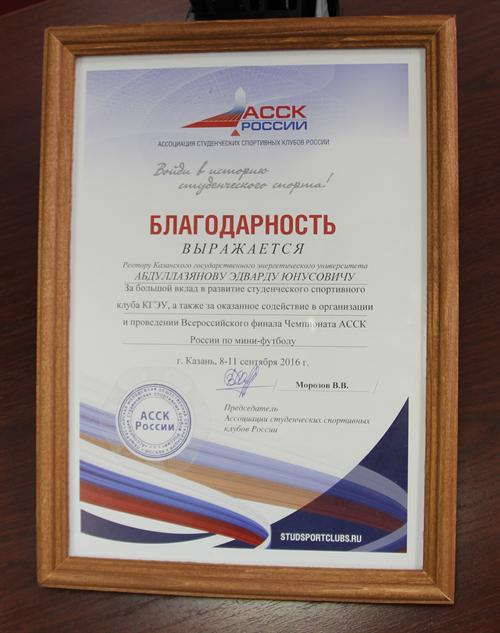 АССК
РОССИИ
АССОЦИАЦИЯ СТУДЕНЧЕСКИХ СПОРТИВНЫХ КЛУБОВ РОССИИ
Войди в историю
студенческого спорта!
БЛАГОДАРНОСТЬ
ВЫРАЖАЕТСЯ
Ректору Казанского государственного энергетического университета
АБДУЛЛАЗЯНОВУ ЭДВАРДУ ЮНУСОВИЧУ
За большой вклад в развитие студенческого спортивного
клуба КГЭУ, а также за оказанное содействие в организации
и проведении Всероссийского финала Чемпионата АССК
России по мини-футболу
г. Казань, 8-11 сентября 2016 г.
Морозов В.В.
Председатель
Ассоциации студенческих спортивных
клубов России
АССК
России
STUDSPORTCLUBS.RU